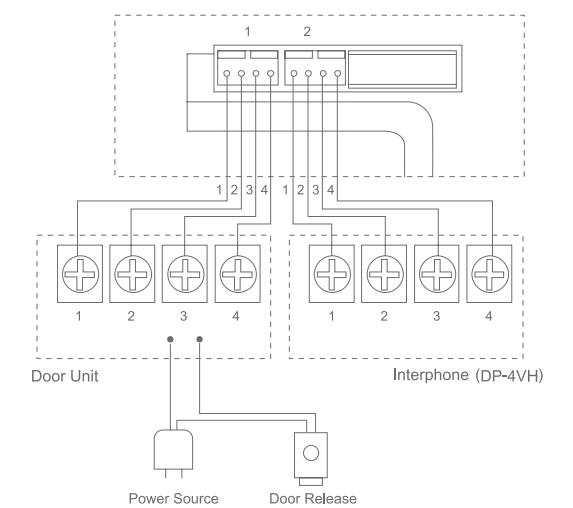 1 2
1 2 3 4 1 2 3 4
1 2 3 4 1 2 3 4
Door Unit Interphone (DP-4VH)
Power Source Door Release